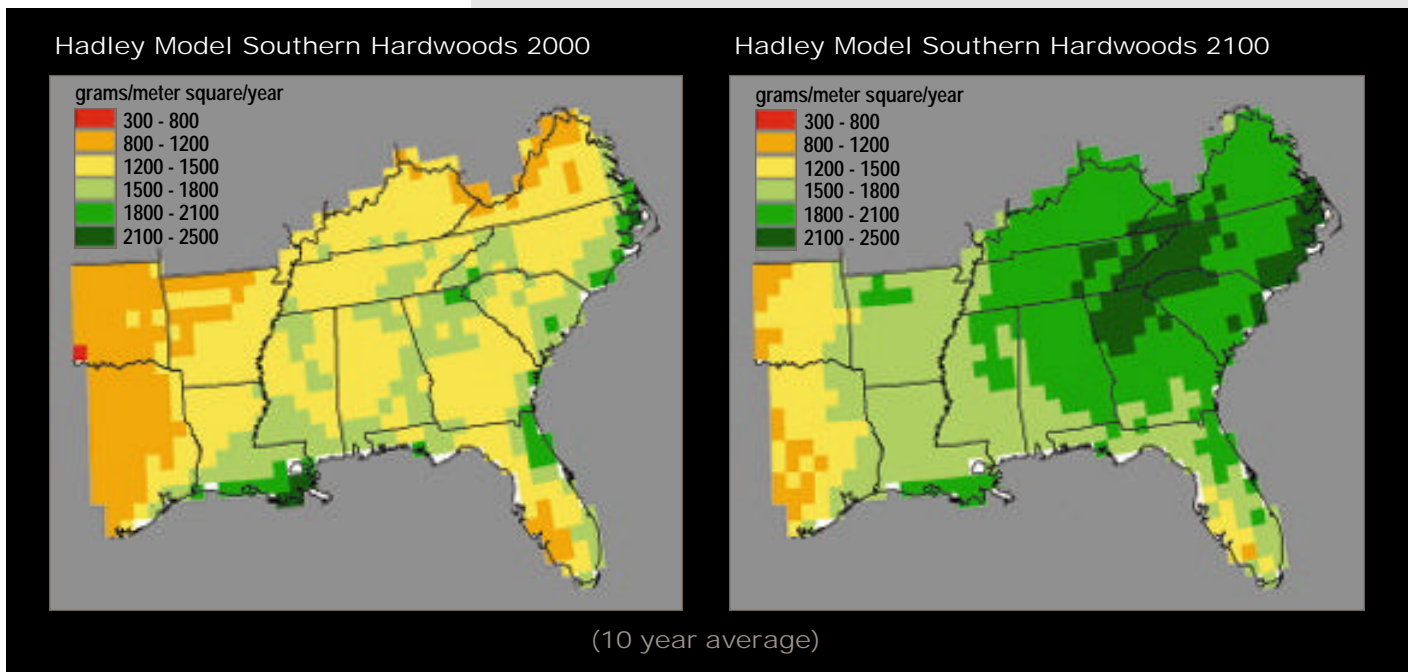 Hadley Model Southern Hardwoods 2000
grams/meter square/year
300 - 800
800 - 1200
1200 - 1500
1500 - 1800
1800 - 2100
2100 - 2500
Hadley Model Southern Hardwoods 2100
grams/meter square/year
300 - 800
800 - 1200
1200 - 1500
1500 - 1800
1800 - 2100
2100 - 2500
(10 year average)